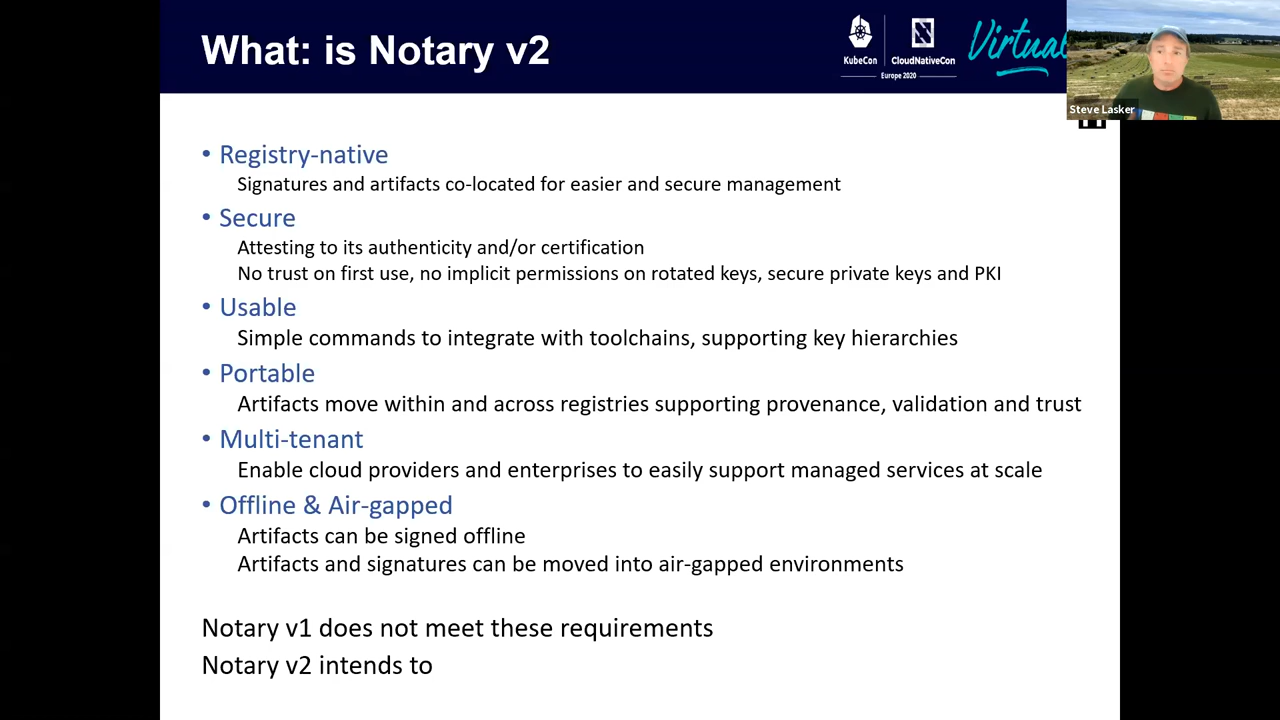 What: is Notary v2
KubeCon
CloudNativeCon
Europe 2020
Virtual
Steve Lasker
• Registry-native
Signatures and artifacts co-located for easier and secure management
• Secure
Attesting to its authenticity and/or certification
No trust on first use, no implicit permissions on rotated keys, secure private keys and PKI
• Usable
Simple commands to integrate with toolchains, supporting key hierarchies
• Portable
Artifacts move within and across registries supporting provenance, validation and trust
• Multi-tenant
Enable cloud providers and enterprises to easily support managed services at scale
• Offline & Air-gapped
Artifacts can be signed offline
Artifacts and signatures can be moved into air-gapped environments
Notary v1 does not meet these requirements
Notary v2 intends to